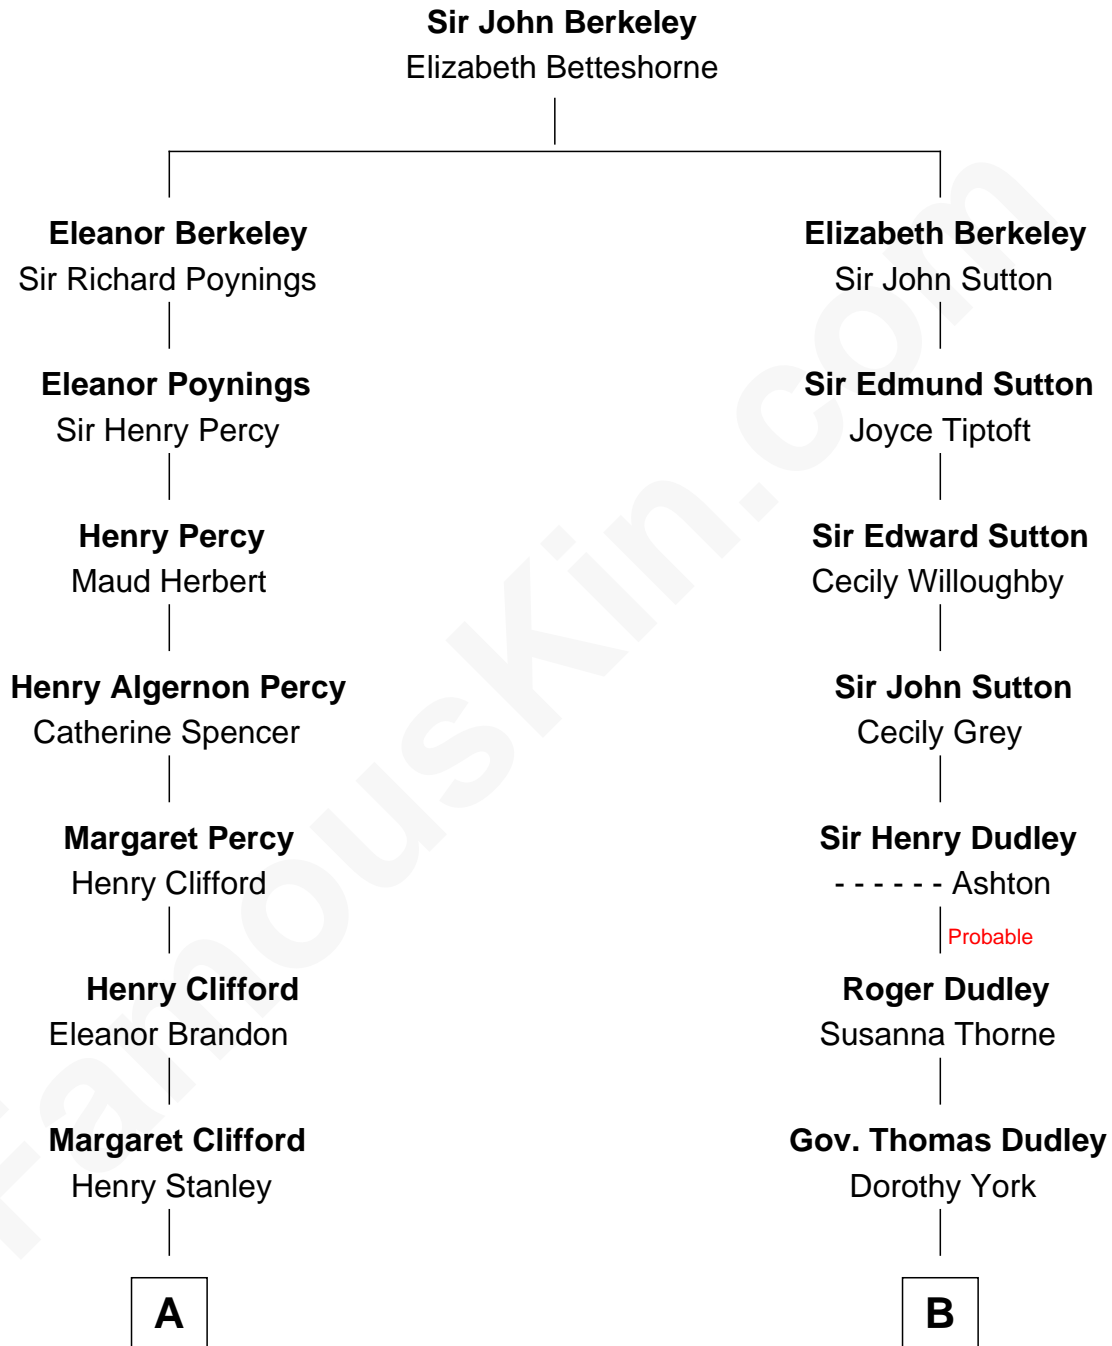 Sir John Berkeley
Elizabeth Betteshorne
Eleanor Berkeley
Sir Richard Poynings
Eleanor Poynings
Sir Henry Percy
Henry Percy
Maud Herbert
Henry Algernon Percy
Catherine Spencer
Margaret Percy
Henry Clifford
Henry Clifford
Eleanor Brandon
Margaret Clifford
Henry Stanley
A
Elizabeth Berkeley
Sir John Sutton
Sir Edmund Sutton
Joyce Tiptoft
Sir Edward Sutton
Cecily Willoughby
Sir John Sutton
Cecily Grey
Sir Henry Dudley
- - - - - - Ashton
Probable
Roger Dudley
Susanna Thorne
Gov. Thomas Dudley
Dorothy York
B
FamousKin.com